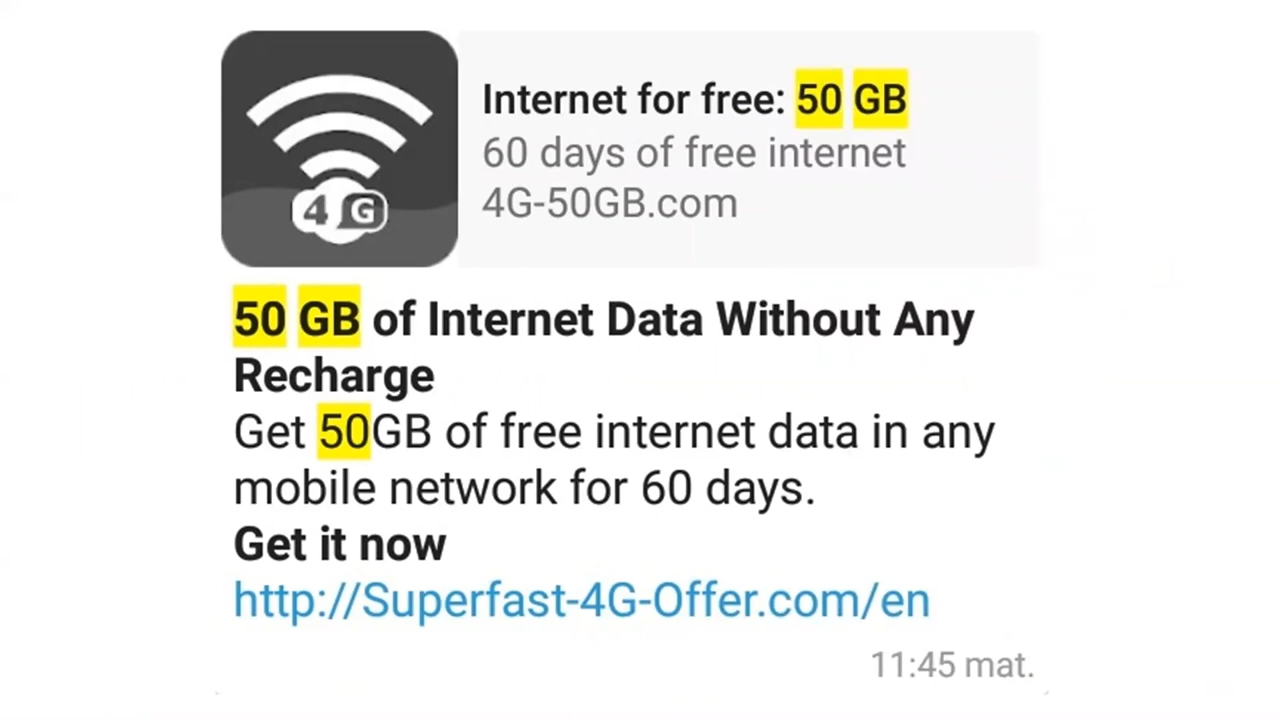 4G
Internet for free: 50 GB
60 days of free internet
4G-50GB.com
50 GB of Internet Data Without Any
Recharge
Get 50GB of free internet data in any
mobile network for 60 days.
Get it now
http://Superfast-4G-Offer.com/en
11:45 mat.